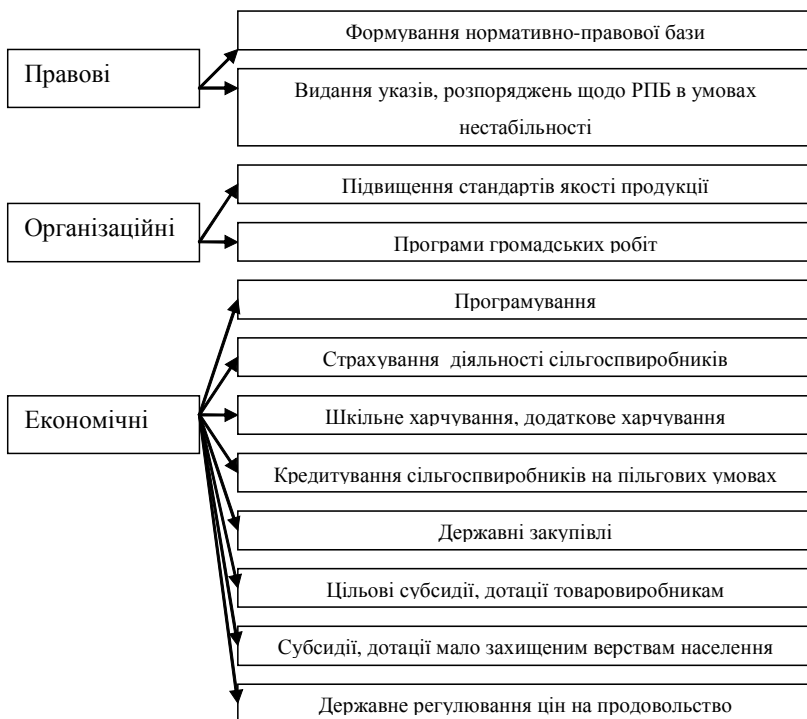 Правові
Формування нормативно-правової бази
Видання указів, розпоряджень щодо РПБ в умовах
нестабільності
Організаційні
Підвищення стандартів якості продукції
Програми громадських робіт
Економічні
Програмування
Страхування діяльності сільгоспвиробників
Шкільне харчування, додаткове харчування
Кредитування сільгоспвиробників на пільгових умовах
Державні закупівлі
Цільові субсидії, дотації товаровиробникам
Субсидії, дотації мало захищеним верствам населення
Державне регулювання цін на продовольство